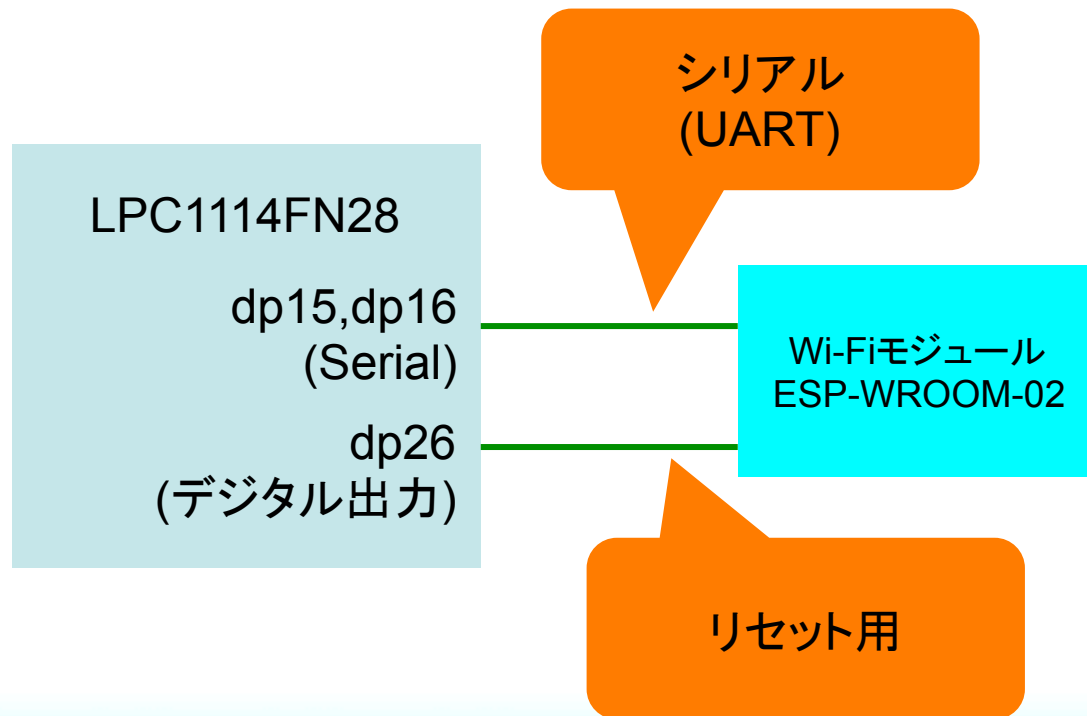 シリアル
(UART)
LPC1114FN28
dp15,dp16
(Serial)
Wi-Fiモジュール
ESP-WROOM-02
dp26
(デジタル出力)
リセット用